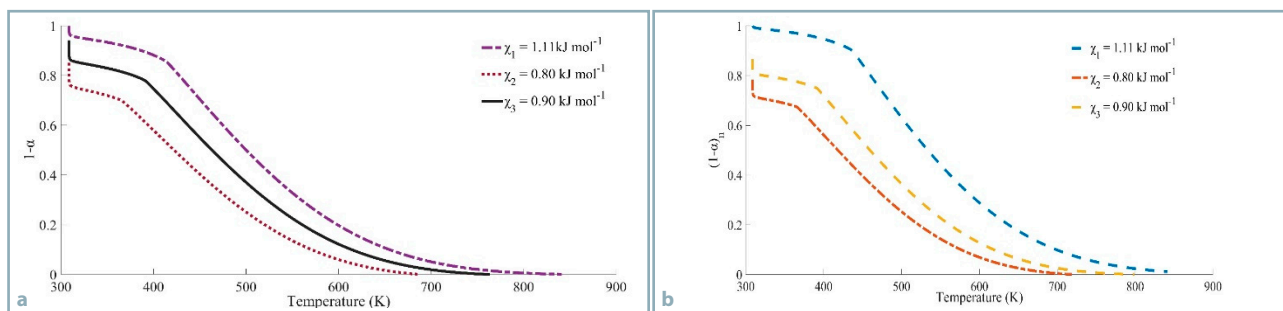 1
0.8
0.6
0.4
0.2
0
1-α
300 400 500 600 700 800 900
Temperature (K)
χ1 = 1.11kJ mol-1
χ2 = 0.80 kJ mol-1
χ3 = 0.90 kJ mol-1
a
1
0.8
0.6
0.4
0.2
0
(1-α)n
300 400 500 600 700 800 900
Temperature (K)
χ1 = 1.11 kJ mol-1
χ2 = 0.80 kJ mol-1
χ3 = 0.90 kJ mol-1
b